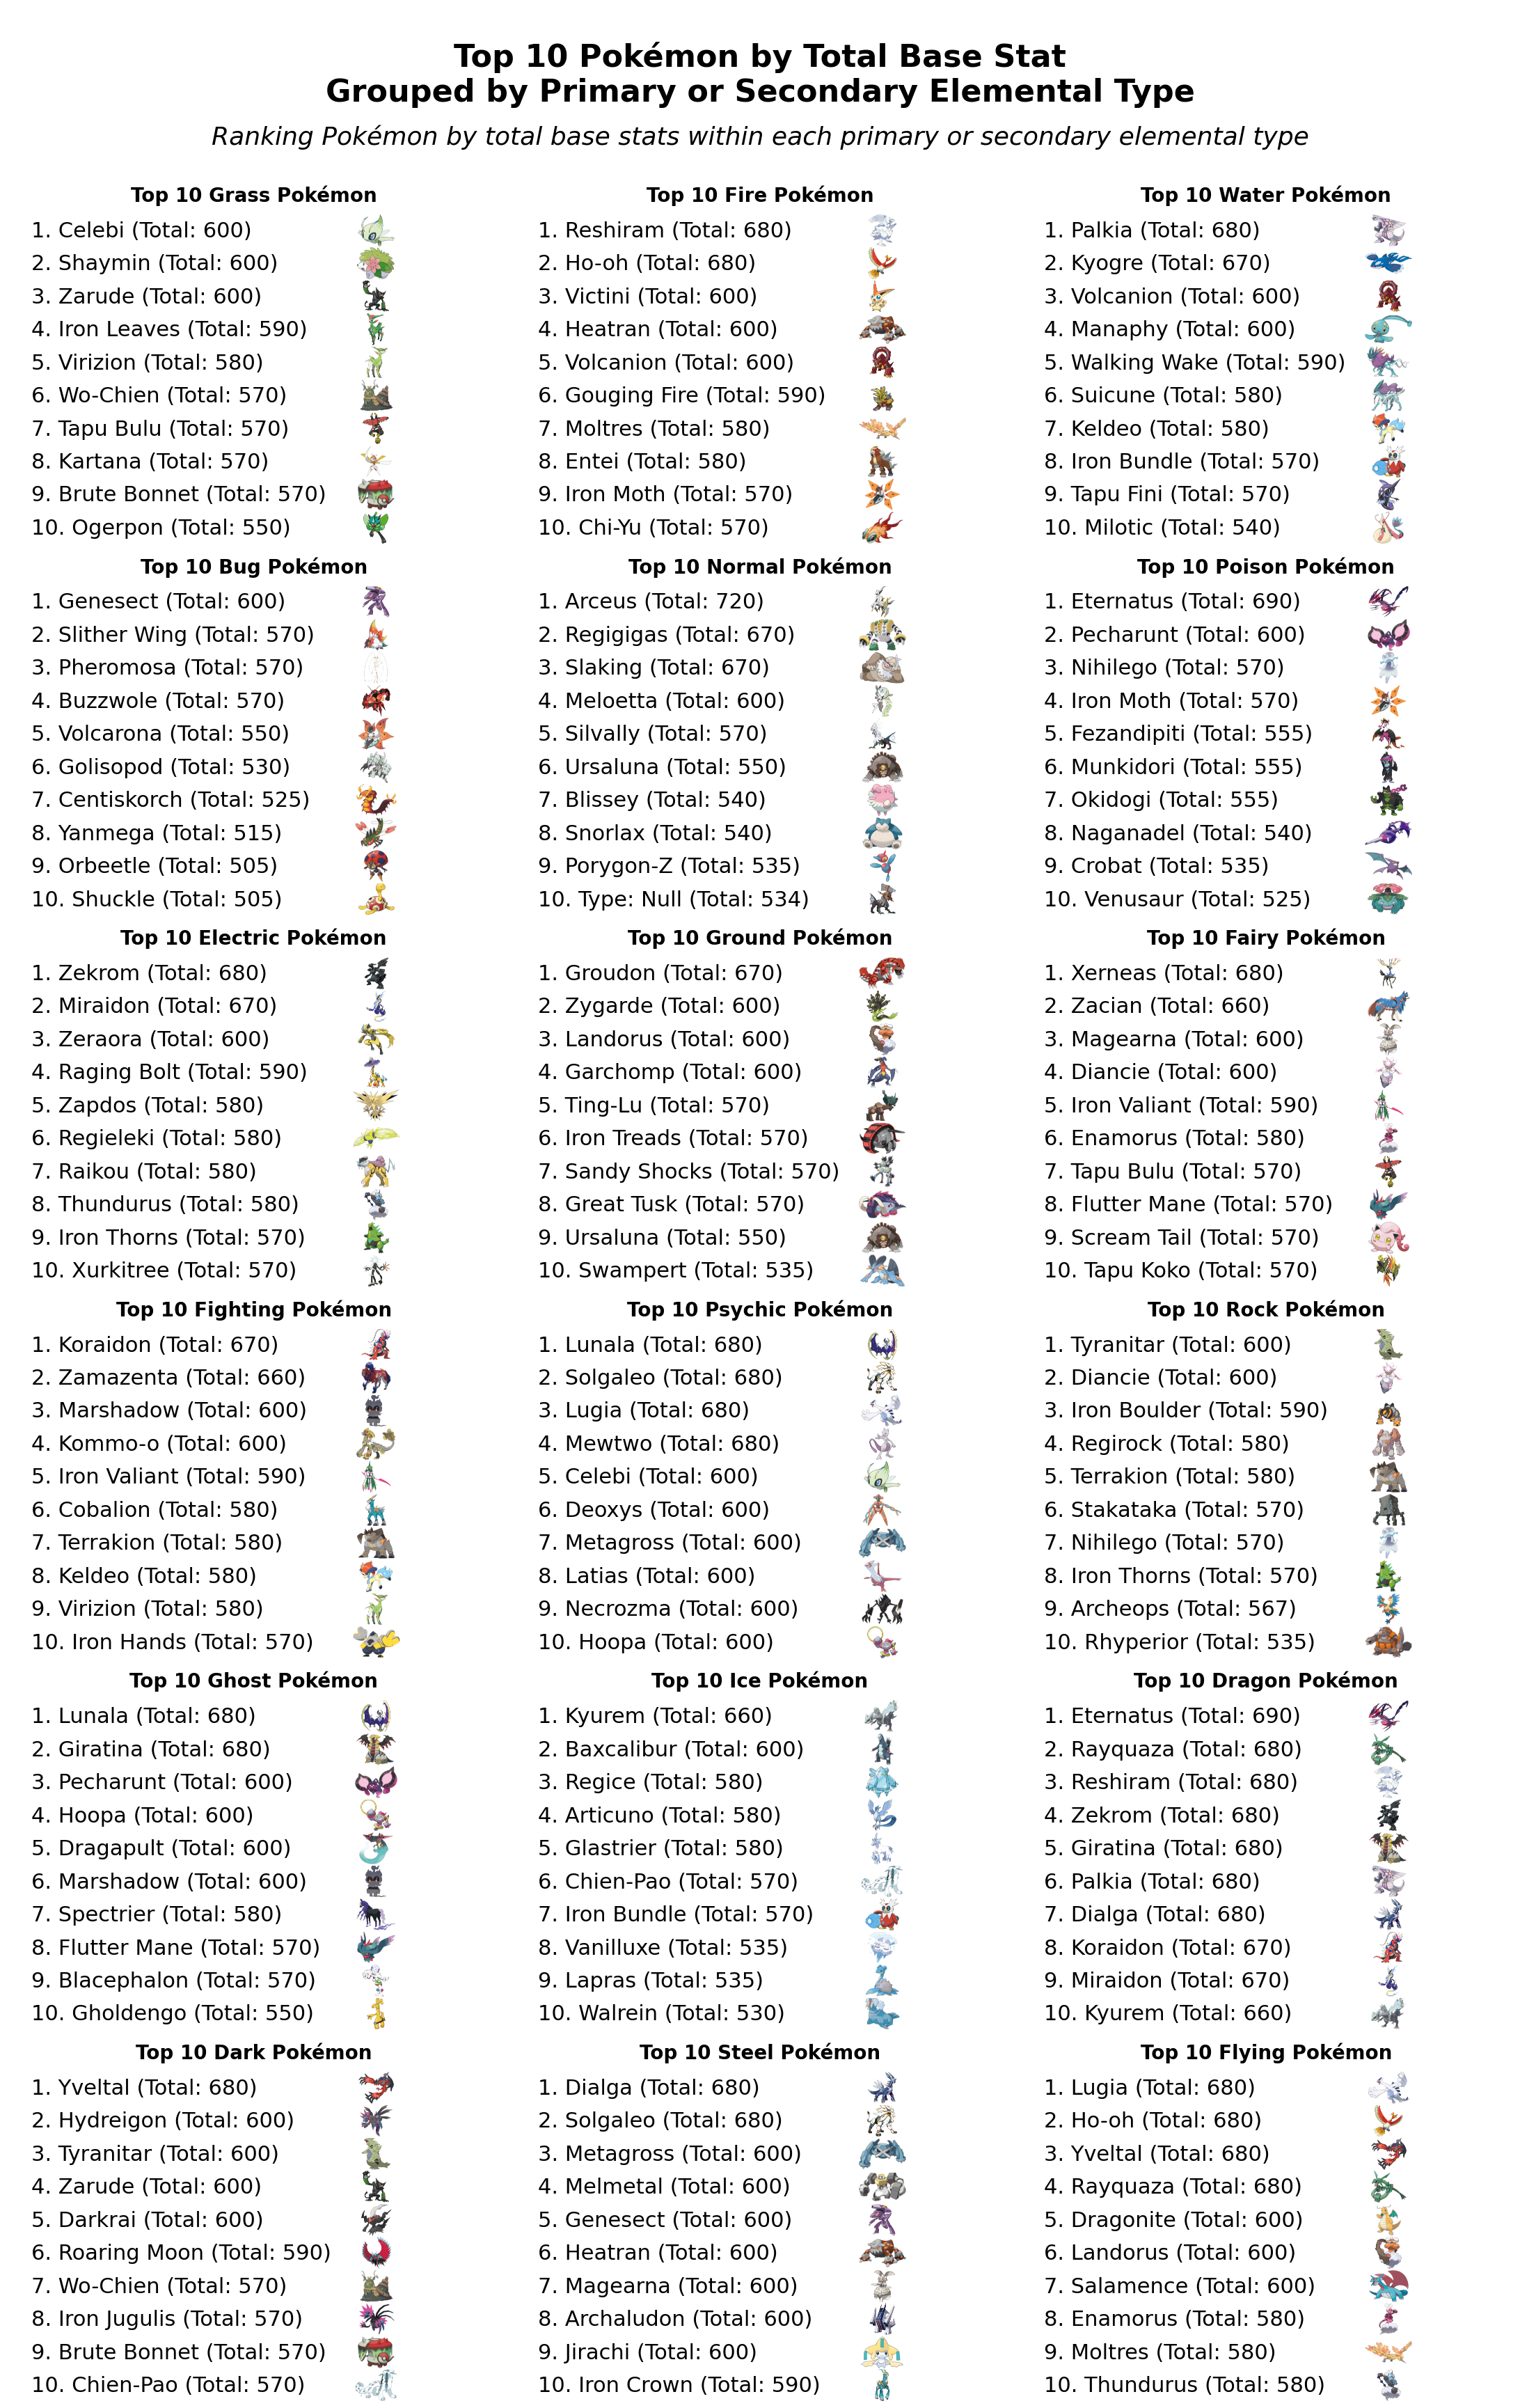 Top 10 Pokémon by Total Base Stat
Grouped by Primary or Secondary Elemental Type
Ranking Pokémon by total base stats within each primary or secondary elemental type
Top 10 Grass Pokémon
1. Celebi (Total: 600)
2. Shaymin (Total: 600)
3. Zarude (Total: 600)
4. Iron Leaves (Total: 590)
5. Virizion (Total: 580)
6. Wo-Chien (Total: 570)
7. Tapu Bulu (Total: 570)
8. Kartana (Total: 570)
9. Brute Bonnet (Total: 570)
10. Ogerpon (Total: 550)
Top 10 Fire Pokémon
1. Reshiram (Total: 680)
2. Ho-oh (Total: 680)
3. Victini (Total: 600)
4. Heatran (Total: 600)
5. Volcanion (Total: 600)
6. Gouging Fire (Total: 590)
7. Moltres (Total: 580)
8. Entei (Total: 580)
9. Iron Moth (Total: 570)
10. Chi-Yu (Total: 570)
Top 10 Water Pokémon
1. Palkia (Total: 680)
2. Kyogre (Total: 670)
3. Volcanion (Total: 600)
4. Manaphy (Total: 600)
5. Walking Wake (Total: 590)
6. Suicune (Total: 580)
7. Keldeo (Total: 580)
8. Iron Bundle (Total: 570)
9. Tapu Fini (Total: 570)
10. Milotic (Total: 540)
Top 10 Bug Pokémon
1. Genesect (Total: 600)
2. Slither Wing (Total: 570)
3. Pheromosa (Total: 570)
4. Buzzwole (Total: 570)
5. Volcarona (Total: 550)
6. Golisopod (Total: 530)
7. Centiskorch (Total: 525)
8. Yanmega (Total: 515)
9. Orbeetle (Total: 505)
10. Shuckle (Total: 505)
Top 10 Normal Pokémon
1. Arceus (Total: 720)
2. Regigigas (Total: 670)
3. Slaking (Total: 670)
4. Meloetta (Total: 600)
5. Silvally (Total: 570)
6. Ursaluna (Total: 550)
7. Blissey (Total: 540)
8. Snorlax (Total: 540)
9. Porygon-Z (Total: 535)
10. Type: Null (Total: 534)
Top 10 Poison Pokémon
1. Eternatus (Total: 690)
2. Pecharunt (Total: 600)
3. Nihilego (Total: 570)
4. Iron Moth (Total: 570)
5. Fezandipiti (Total: 555)
6. Munkidori (Total: 555)
7. Okidogi (Total: 555)
8. Naganadel (Total: 540)
9. Crobat (Total: 535)
10. Venusaur (Total: 525)
Top 10 Electric Pokémon
1. Zekrom (Total: 680)
2. Miraidon (Total: 670)
3. Zeraora (Total: 600)
4. Raging Bolt (Total: 590)
5. Zapdos (Total: 580)
6. Regieleki (Total: 580)
7. Raikou (Total: 580)
8. Thundurus (Total: 580)
9. Iron Thorns (Total: 570)
10. Xurkitree (Total: 570)
Top 10 Ground Pokémon
1. Groudon (Total: 670)
2. Zygarde (Total: 600)
3. Landorus (Total: 600)
4. Garchomp (Total: 600)
5. Ting-Lu (Total: 570)
6. Iron Treads (Total: 570)
7. Sandy Shocks (Total: 570)
8. Great Tusk (Total: 570)
9. Ursaluna (Total: 550)
10. Swampert (Total: 535)
Top 10 Fairy Pokémon
1. Xerneas (Total: 680)
2. Zacian (Total: 660)
3. Magearna (Total: 600)
4. Diancie (Total: 600)
5. Iron Valiant (Total: 590)
6. Enamorus (Total: 580)
7. Tapu Bulu (Total: 570)
8. Flutter Mane (Total: 570)
9. Scream Tail (Total: 570)
10. Tapu Koko (Total: 570)
Top 10 Fighting Pokémon
1. Koraidon (Total: 670)
2. Zamazenta (Total: 660)
3. Marshadow (Total: 600)
4. Kommo-o (Total: 600)
5. Iron Valiant (Total: 590)
6. Cobalion (Total: 580)
7. Terrakion (Total: 580)
8. Keldeo (Total: 580)
9. Virizion (Total: 580)
10. Iron Hands (Total: 570)
Top 10 Psychic Pokémon
1. Lunala (Total: 680)
2. Solgaleo (Total: 680)
3. Lugia (Total: 680)
4. Mewtwo (Total: 680)
5. Celebi (Total: 600)
6. Deoxys (Total: 600)
7. Metagross (Total: 600)
8. Latias (Total: 600)
9. Necrozma (Total: 600)
10. Hoopa (Total: 600)
Top 10 Rock Pokémon
1. Tyranitar (Total: 600)
2. Diancie (Total: 600)
3. Iron Boulder (Total: 590)
4. Regirock (Total: 580)
5. Terrakion (Total: 580)
6. Stakataka (Total: 570)
7. Nihilego (Total: 570)
8. Iron Thorns (Total: 570)
9. Archeops (Total: 567)
10. Rhyperior (Total: 535)
Top 10 Ghost Pokémon
1. Lunala (Total: 680)
2. Giratina (Total: 680)
3. Pecharunt (Total: 600)
4. Hoopa (Total: 600)
5. Dragapult (Total: 600)
6. Marshadow (Total: 600)
7. Spectrier (Total: 580)
8. Flutter Mane (Total: 570)
9. Blacephalon (Total: 570)
10. Gholdengo (Total: 550)
Top 10 Ice Pokémon
1. Kyurem (Total: 660)
2. Baxcalibur (Total: 600)
3. Regice (Total: 580)
4. Articuno (Total: 580)
5. Glastrier (Total: 580)
6. Chien-Pao (Total: 570)
7. Iron Bundle (Total: 570)
8. Vanilluxe (Total: 535)
9. Lapras (Total: 535)
10. Walrein (Total: 530)
Top 10 Dragon Pokémon
1. Eternatus (Total: 690)
2. Rayquaza (Total: 680)
3. Reshiram (Total: 680)
4. Zekrom (Total: 680)
5. Giratina (Total: 680)
6. Palkia (Total: 680)
7. Dialga (Total: 680)
8. Koraidon (Total: 670)
9. Miraidon (Total: 670)
10. Kyurem (Total: 660)
Top 10 Dark Pokémon
1. Yveltal (Total: 680)
2. Hydreigon (Total: 600)
3. Tyranitar (Total: 600)
4. Zarude (Total: 600)
5. Darkrai (Total: 600)
6. Roaring Moon (Total: 590)
7. Wo-Chien (Total: 570)
8. Iron Jugulis (Total: 570)
9. Brute Bonnet (Total: 570)
10. Chien-Pao (Total: 570)
Top 10 Steel Pokémon
1. Dialga (Total: 680)
2. Solgaleo (Total: 680)
3. Metagross (Total: 600)
4. Melmetal (Total: 600)
5. Genesect (Total: 600)
6. Heatran (Total: 600)
7. Magearna (Total: 600)
8. Archaludon (Total: 600)
9. Jirachi (Total: 600)
10. Iron Crown (Total: 590)
Top 10 Flying Pokémon
1. Lugia (Total: 680)
2. Ho-oh (Total: 680)
3. Yveltal (Total: 680)
4. Rayquaza (Total: 680)
5. Dragonite (Total: 600)
6. Landorus (Total: 600)
7. Salamence (Total: 600)
8. Enamorus (Total: 580)
9. Moltres (Total: 580)
10. Thundurus (Total: 580)